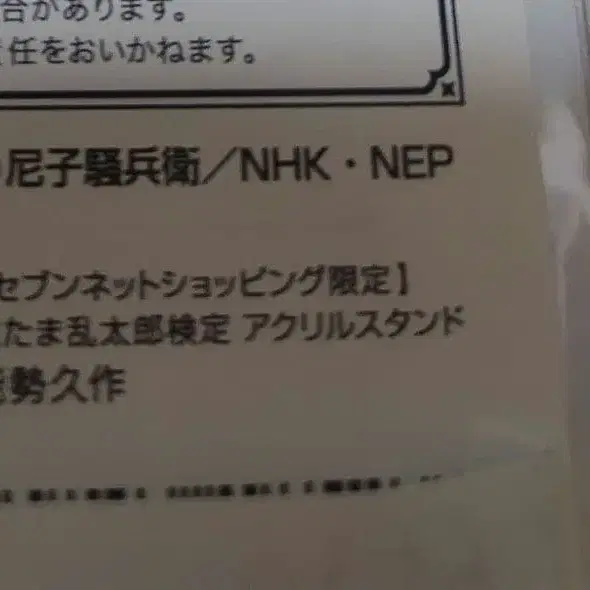 合があります。
任をおいかねます。
尼子騒兵衛／NHK・NEP
セブンネットショッピング限定】
たま乱太郎検定 アクリルスタンド
勢久作